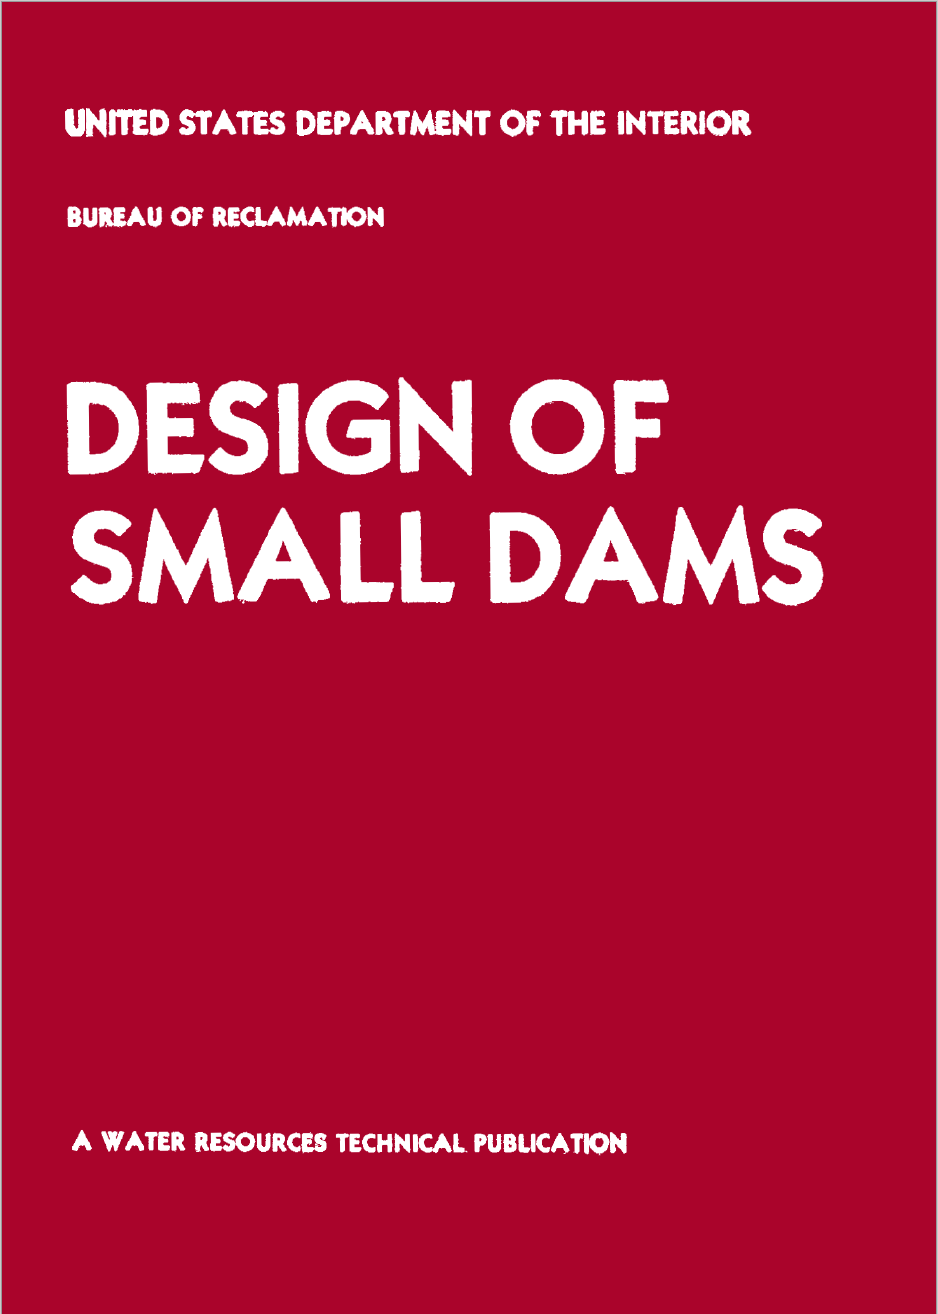 UNITED STATES DEPARTMENT OF THE INTERIOR
BUREAU OF RECLAMATION
DESIGN OF
SMALL DAMS
A WATER RESOURCES TECHNICAL PUBLICATION